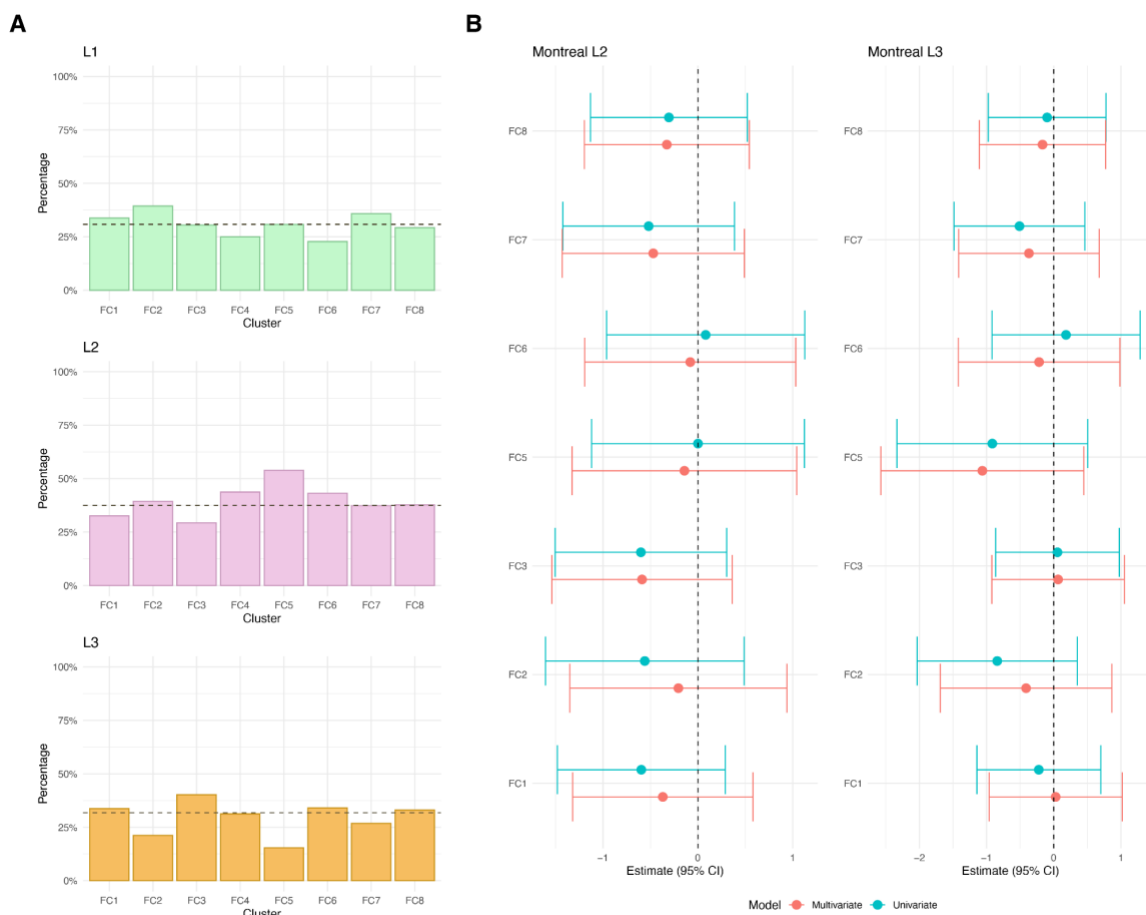 A
L1
100%
75%
50%
25%
0%
Percentage
FC1 FC2 FC3 FC4 FC5 FC6 FC7 FC8
Cluster
L2
100%
75%
50%
25%
0%
Percentage
FC1 FC2 FC3 FC4 FC5 FC6 FC7 FC8
Cluster
L3
100%
75%
50%
25%
0%
Percentage
FC1 FC2 FC3 FC4 FC5 FC6 FC7 FC8
Cluster
B
Montreal L2
FC8
FC7
FC6
FC5
FC3
FC2
FC1
−1 0 1
Estimate (95% CI)
Montreal L3
FC8
FC7
FC6
FC5
FC3
FC2
FC1
−2 −1 0 1
Estimate (95% CI)
Model Multivariate Univariate